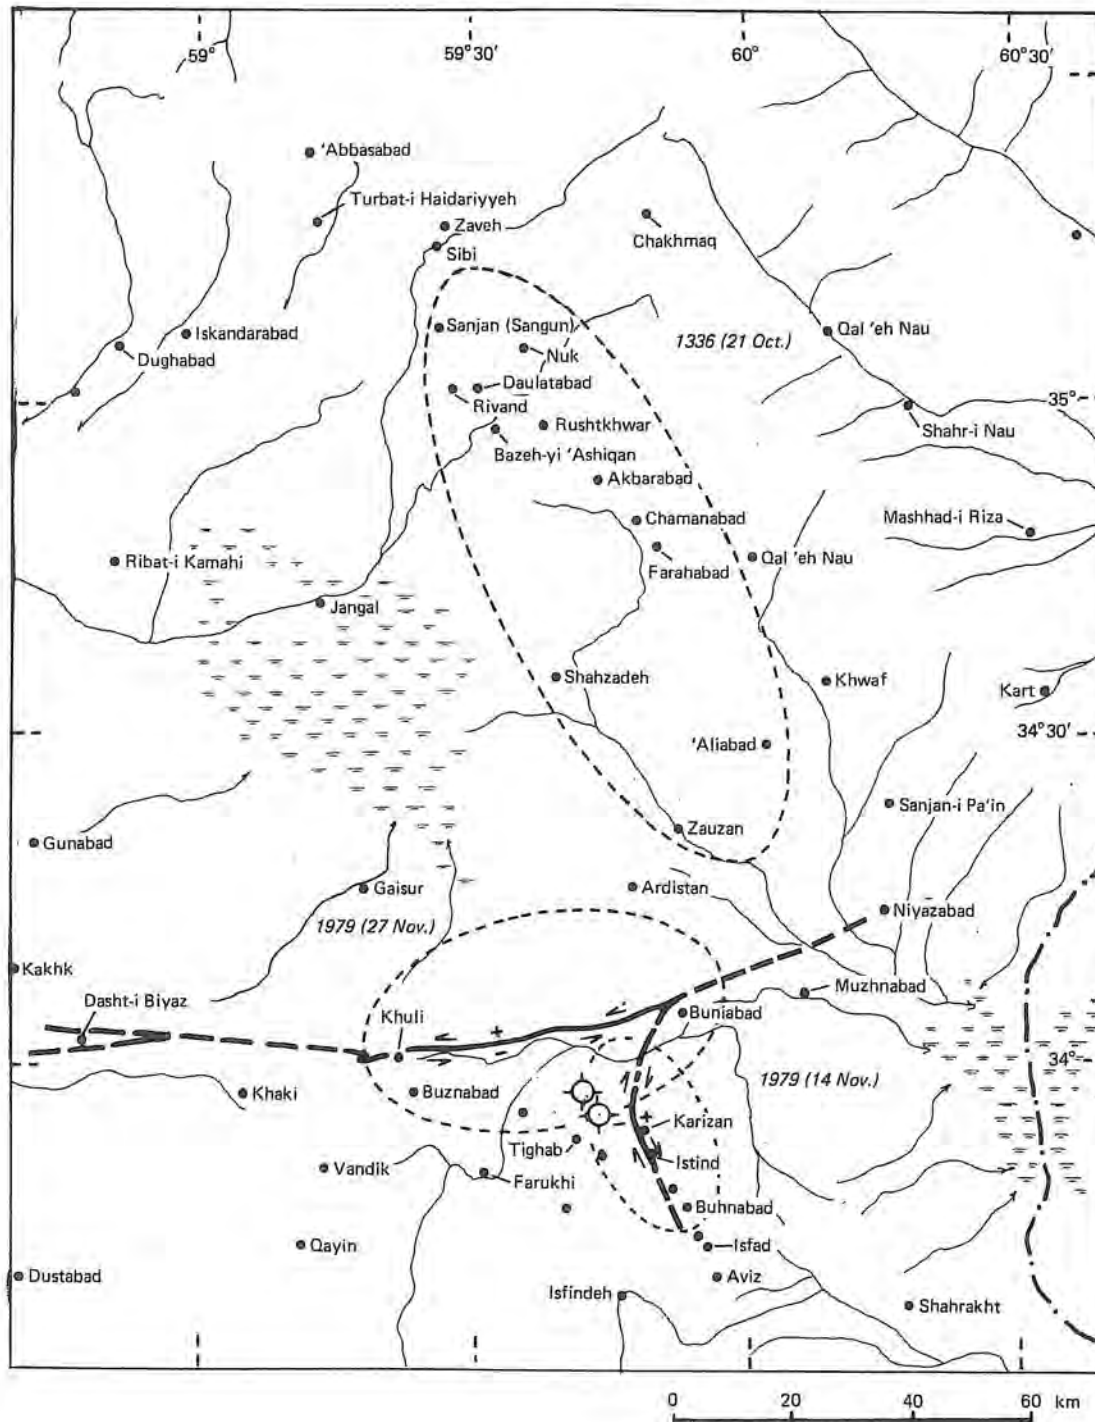 59°
59°30′
60°
60°30′
'Abbasabad
Turbat-i Haidariyyeh
Zaveh
Chakhmaq
Sibi
Sanjan (Sangun)
Iskandarabad
Qal 'eh Nau
1336 (21 Oct.)
Dughabad
Nuk
Daulatabad
Rivand
35°
Rushtkhwar
Shahr-i Nau
Bazeh-yi 'Ashiqan
Akbarabad
Chamanabad
Mashhad-i Riza
Ribat-i Kamahi
Farahabad
Qal 'eh Nau
Jangal
Shahzadeh
Khwaf
Kart
34°30′
'Aliabad
Sanjan-i Pa'in
Zauzan
Gunabad
Gaisur
Ardistan
Niyazabad
1979 (27 Nov.)
Kakhk
Muzhnabad
Dasht-i Biyaz
Buniabad
Khuli
+
−
34°
1979 (14 Nov.)
Khaki
Buznabad
+
Karizan
Tighab
Istind
Vandik
Farukhi
Buhnabad
Qayin
Isfad
Dustabad
Aviz
Isfindeh
Shahrakht
0 20 40 60 km